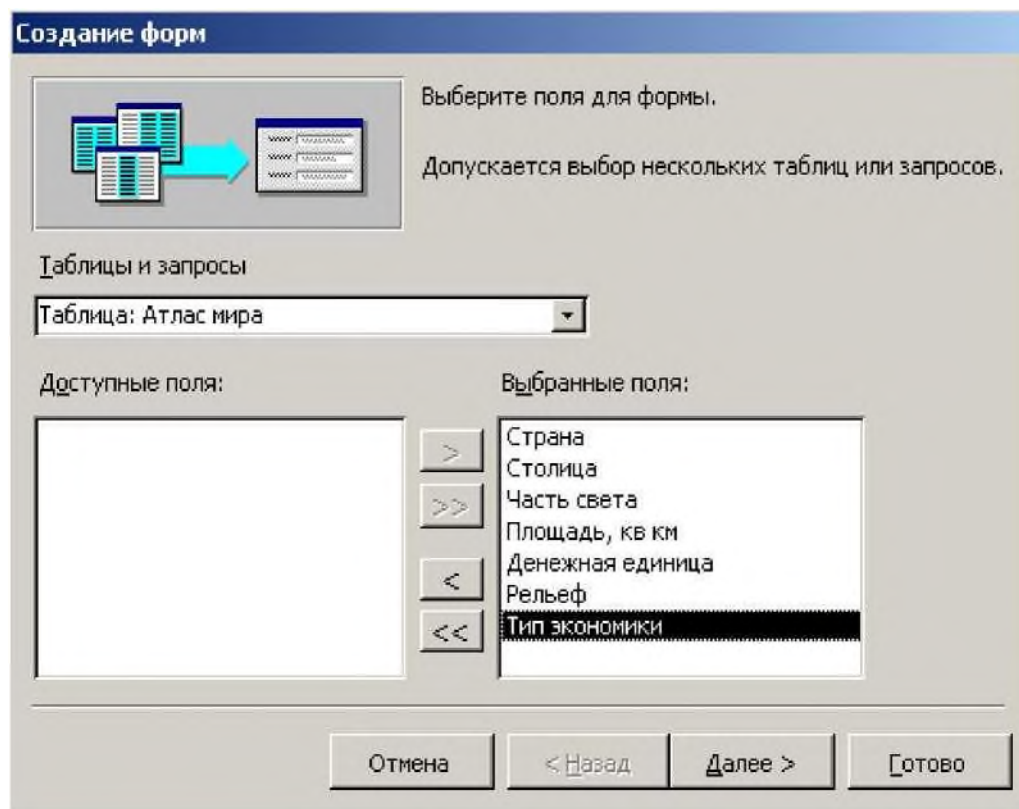 Создание форм
Выберите поля для формы.
Допускается выбор нескольких таблиц или запросов.
Таблицы и запросы
Таблица: Атлас мира
Доступные поля:
Выбранные поля:
>
>>
<
<<
Страна
Столица
Часть света
Площадь, кв км
Денежная единица
Рельеф
Тип экономики
Отмена
< Назад
Далее >
Готово